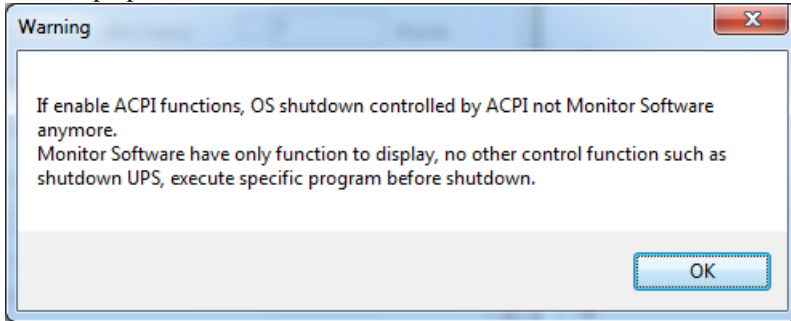 Warning
If enable ACPI functions, OS shutdown controlled by ACPI not Monitor Software
anymore.
Monitor Software have only function to display, no other control function such as
shutdown UPS, execute specific program before shutdown.
OK